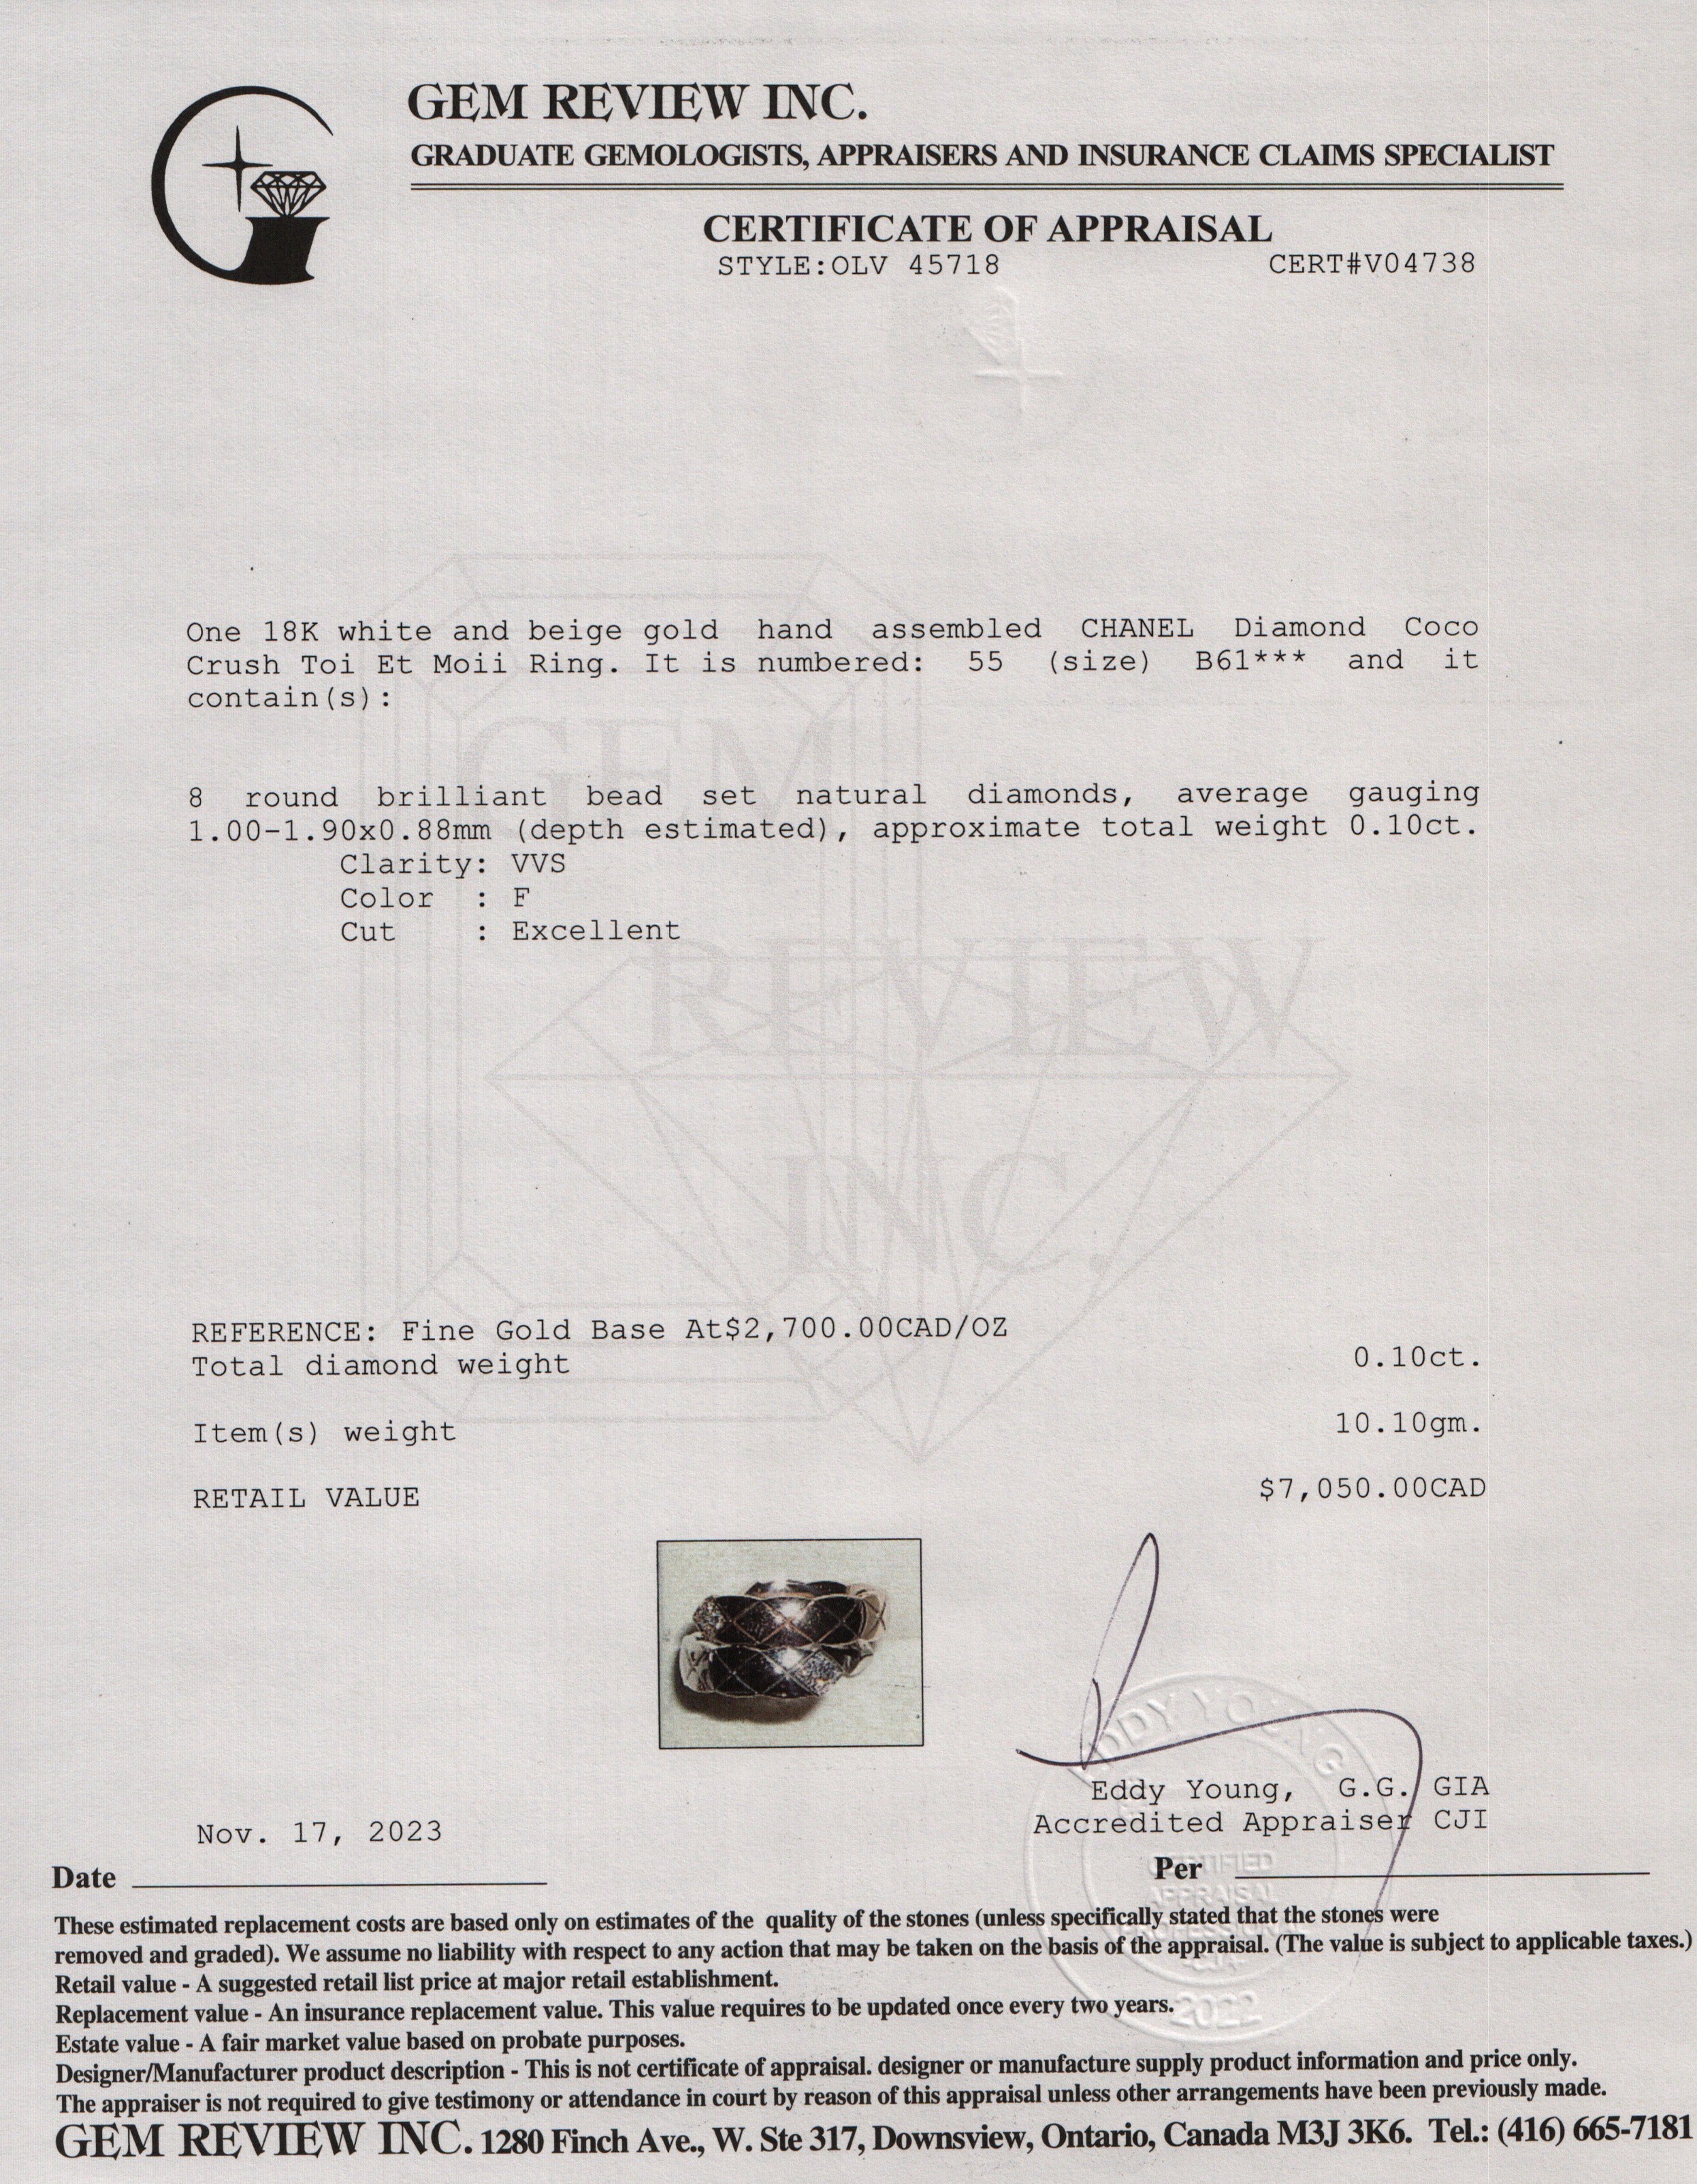 GEM REVIEW INC.
GRADUATE GEMOLOGISTS, APPRAISERS AND INSURANCE CLAIMS SPECIALIST
CERTIFICATE OF APPRAISAL
STYLE:OLV 45718 CERT#V04738
One 18K white and beige gold hand assembled CHANEL Diamond Coco
Crush Toi Et Moii Ring. It is numbered: 55 (size) B61*** and it
contain(s):
8 round brilliant bead set natural diamonds, average gauging
1.00-1.90x0.88mm (depth estimated), approximate total weight 0.10ct.
Clarity: VVS
Color : F
Cut : Excellent
GEM
REVIEW
INC.
REFERENCE: Fine Gold Base At$2,700.00CAD/OZ
Total diamond weight 0.10ct.
Item(s) weight 10.10gm.
RETAIL VALUE $7,050.00CAD
EDDY YOUNG
Eddy Young, G.G. GIA
Accredited Appraiser CJI
Nov. 17, 2023
Date
Per
CERTIFIED
APPRAISAL
PROFESSIONAL
2022
These estimated replacement costs are based only on estimates of the quality of the stones (unless specifically stated that the stones were
removed and graded). We assume no liability with respect to any action that may be taken on the basis of the appraisal. (The value is subject to applicable taxes.)
Retail value - A suggested retail list price at major retail establishment.
Replacement value - An insurance replacement value. This value requires to be updated once every two years.
Estate value - A fair market value based on probate purposes.
Designer/Manufacturer product description - This is not certificate of appraisal. designer or manufacture supply product information and price only.
The appraiser is not required to give testimony or attendance in court by reason of this appraisal unless other arrangements have been previously made.
GEM REVIEW INC. 1280 Finch Ave., W. Ste 317, Downsview, Ontario, Canada M3J 3K6. Tel.: (416) 665-7181